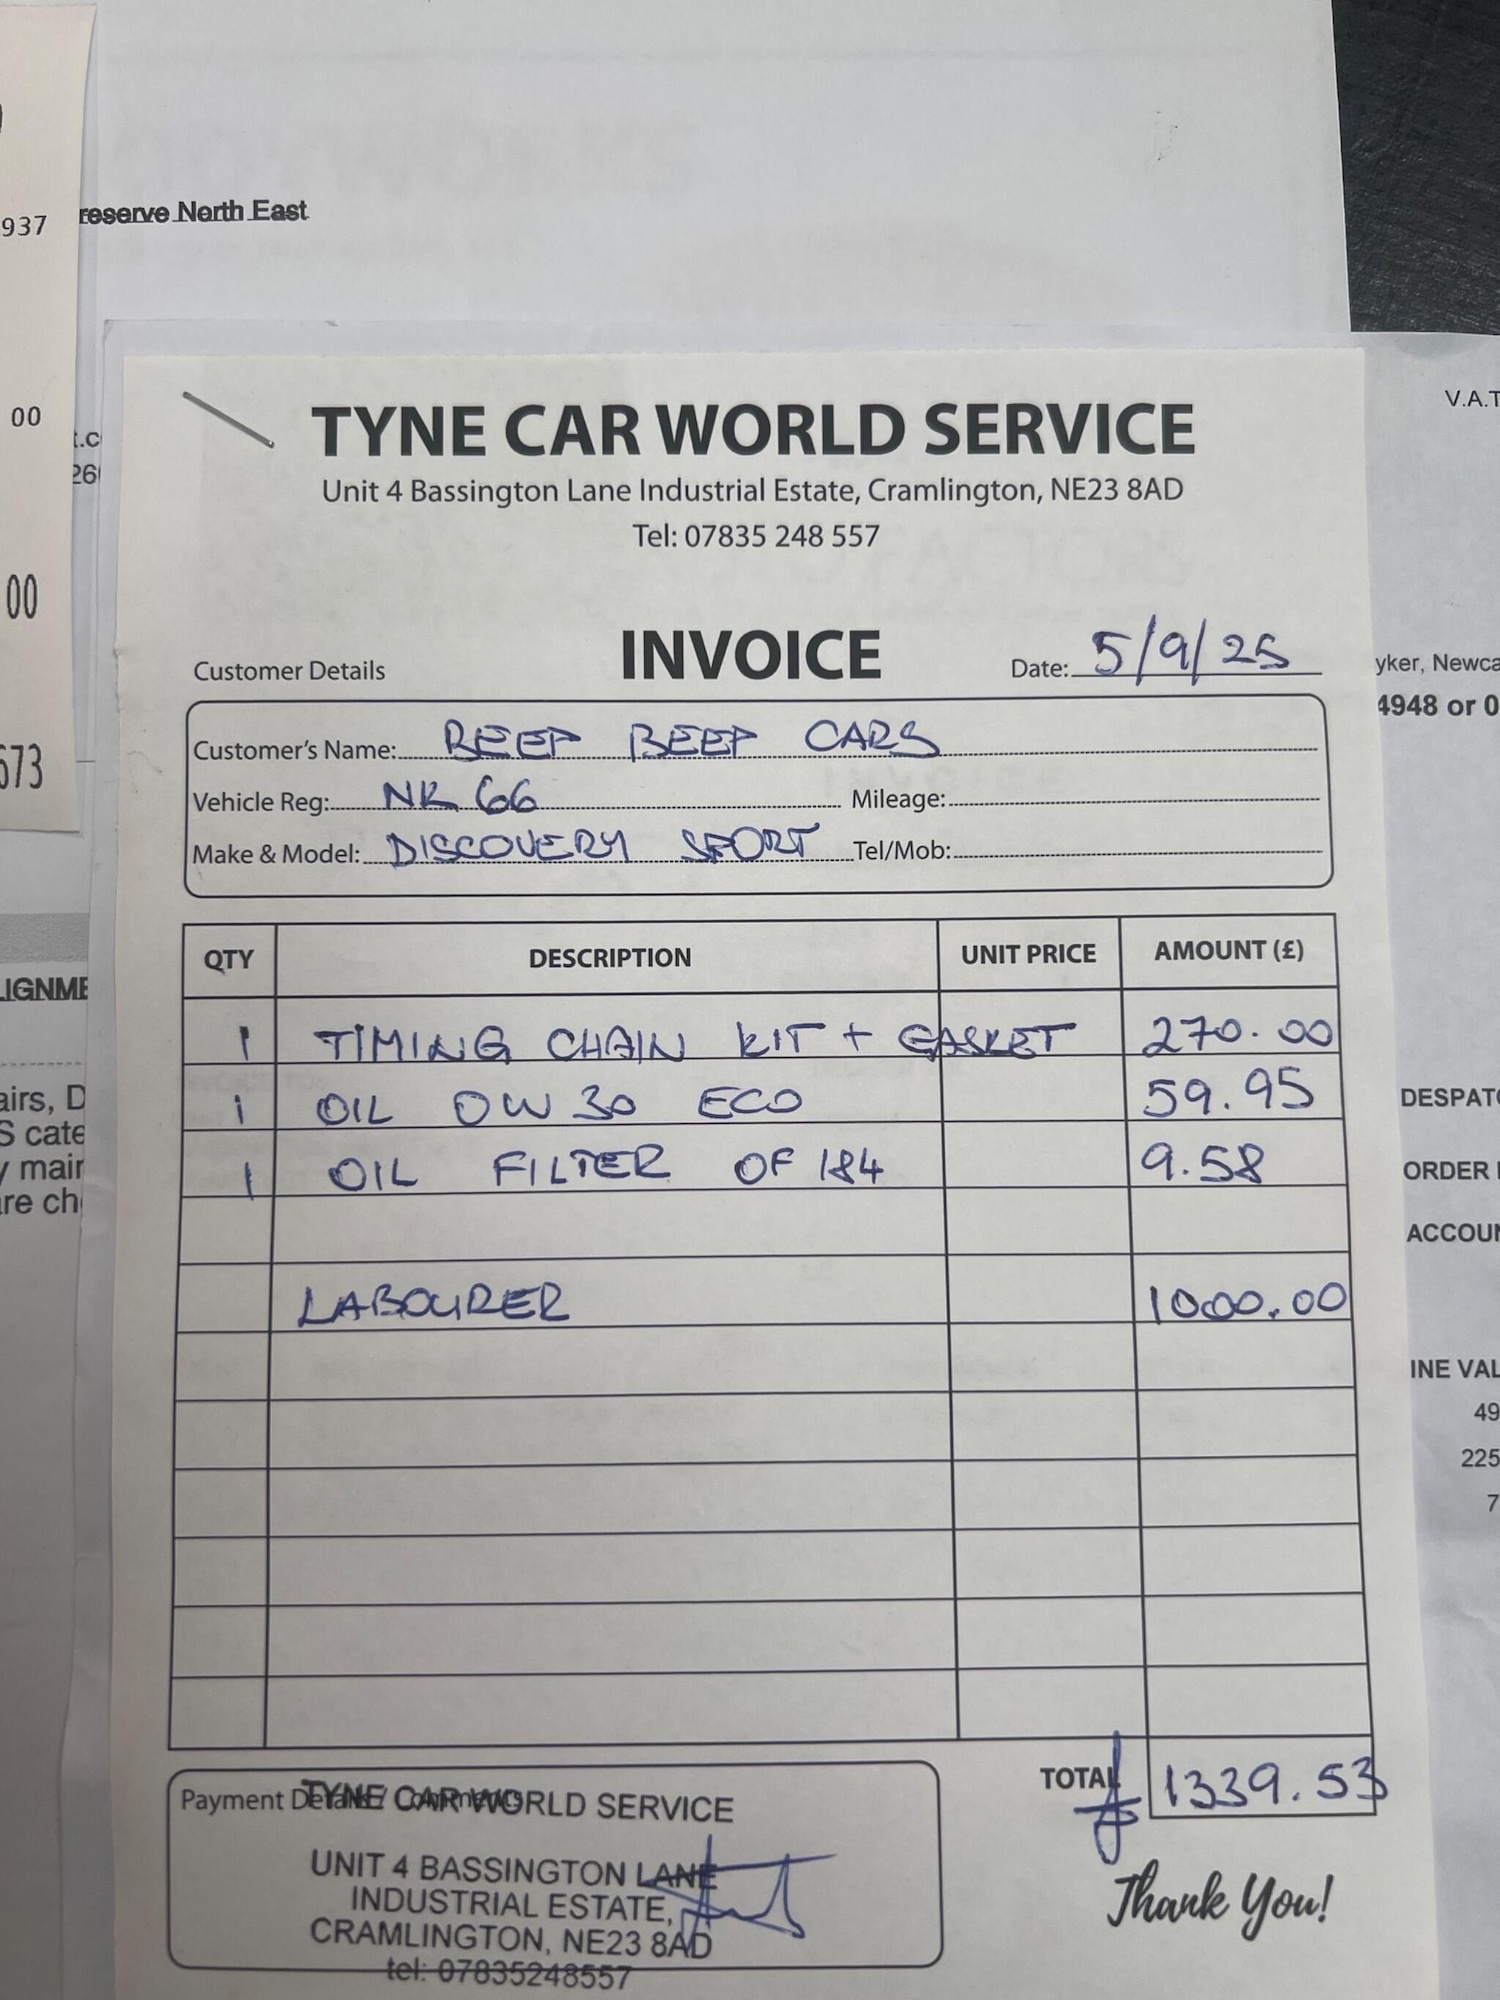 937
reserve North East
00
t.c
26
00
573
V.A.T
TYNE CAR WORLD SERVICE
Unit 4 Bassington Lane Industrial Estate, Cramlington, NE23 8AD
Tel: 07835 248 557
INVOICE
Customer Details
Date: 5/9/25
yker, Newca
4948 or 0
Customer's Name: BEEP BEEP CARS
Vehicle Reg: NK 66 Mileage:
Make & Model: DISCOVERY SPORT Tel/Mob:
QTY DESCRIPTION UNIT PRICE AMOUNT (£)
1 TIMING CHAIN KIT + GASKET 270.00
1 OIL OW 30 ECO 59.95
1 OIL FILTER OF 184 9.58
LABOURER 1000.00
LIGNME
airs, D
S cate
y mair
are ch
DESPATC
ORDER
ACCOUN
INE VAL
49
225
7
TOTAL £ 1339.53
Payment Details / Comments
TYNE CAR WORLD SERVICE
UNIT 4 BASSINGTON LANE
INDUSTRIAL ESTATE,
CRAMLINGTON, NE23 8AD
tel: 07835248557
Thank You!